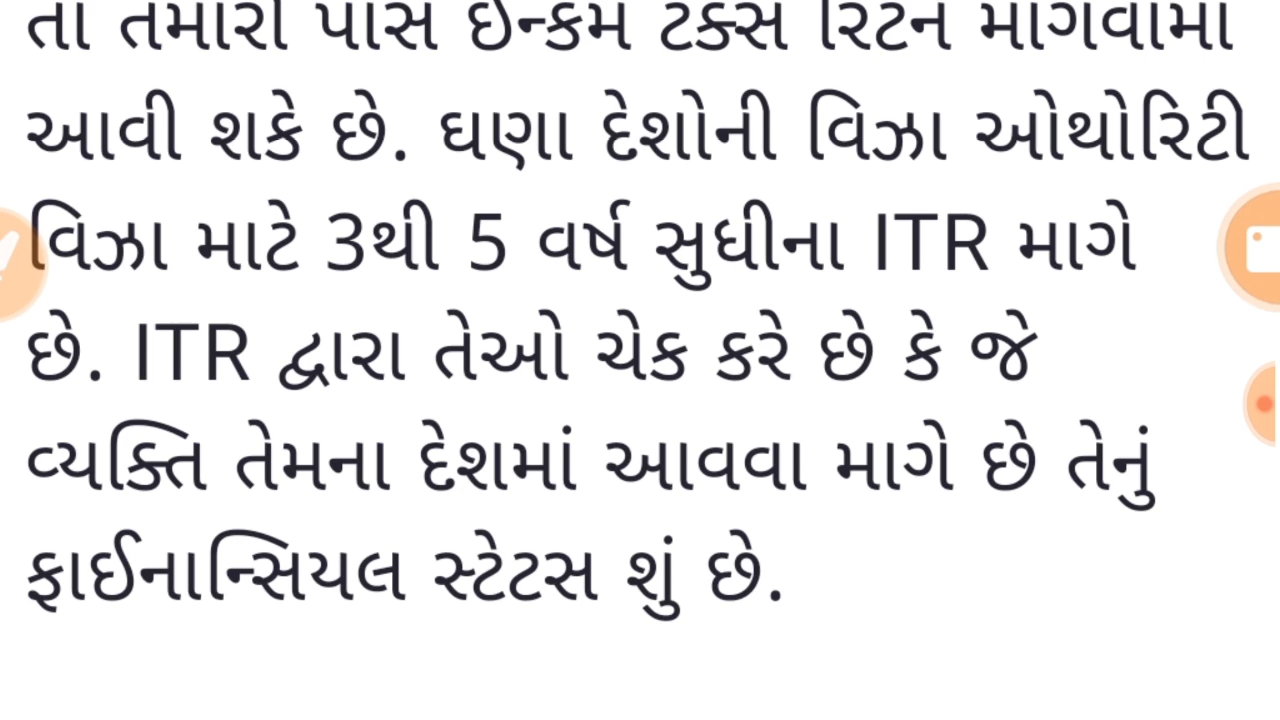 તો તમારી પાસે ઇન્કમ ટેક્સ રિટર્ન માગવામાં
આવી શકે છે. ઘણા દેશોની વિઝા ઓથોરિટી
વિઝા માટે 3થી 5 વર્ષ સુધીના ITR માગે
છે. ITR દ્વારા તેઓ ચેક કરે છે કે જે
વ્યક્તિ તેમના દેશમાં આવવા માગે છે તેનું
ફાઈનાન્સિયલ સ્ટેટસ શું છે.